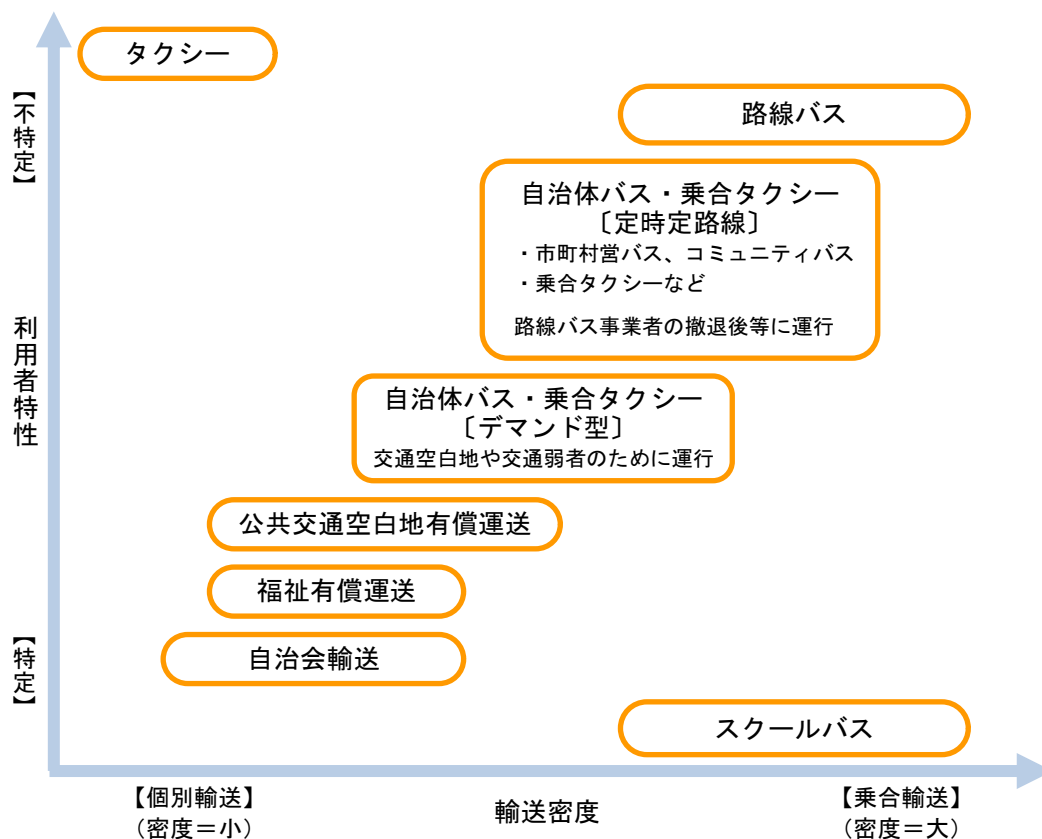 タクシー
路線バス
【不特定】
自治体バス・乗合タクシー
〔定時定路線〕
・市町村営バス、コミュニティバス
・乗合タクシーなど
路線バス事業者の撤退後等に運行
利用者特性
自治体バス・乗合タクシー
〔デマンド型〕
交通空白地や交通弱者のために運行
公共交通空白地有償運送
福祉有償運送
自治会輸送
【特定】
スクールバス
【個別輸送】
（密度＝小）
輸送密度
【乗合輸送】
（密度＝大）